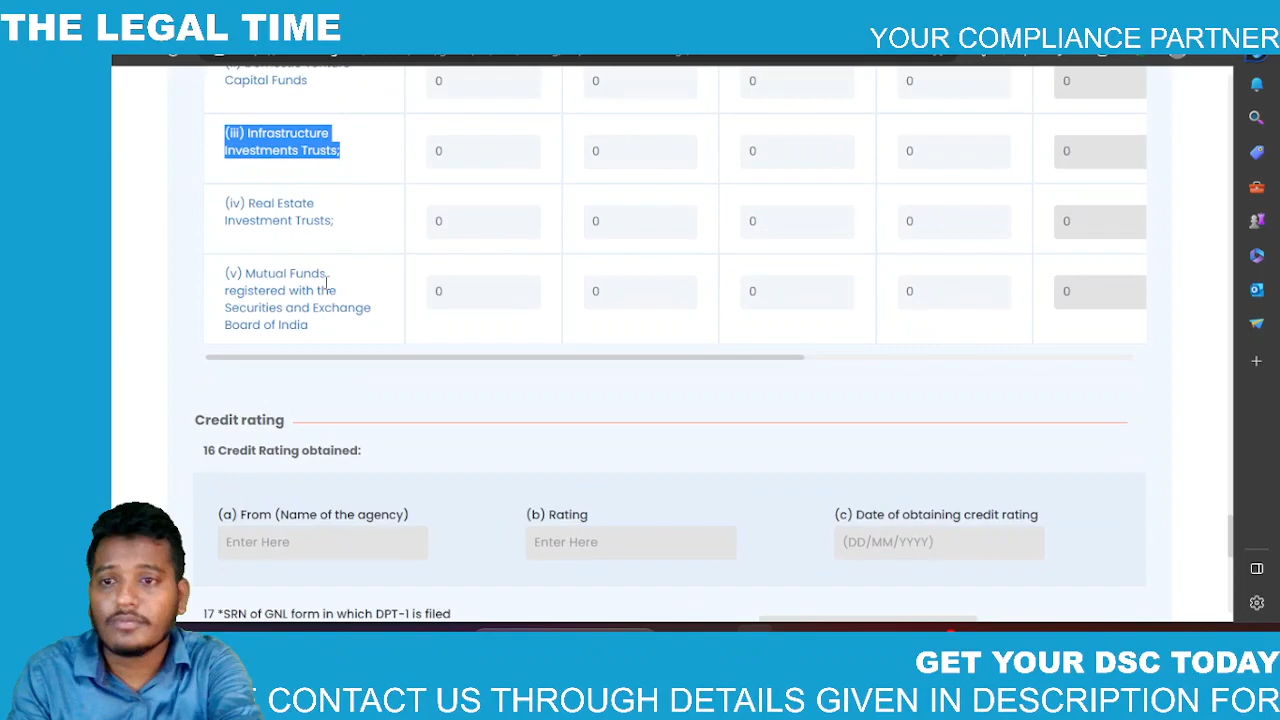 THE LEGAL TIME
YOUR COMPLIANCE PARTNER
Capital Funds
0 0 0 0 0
(iii) Infrastructure
Investments Trusts;
0 0 0 0 0
(iv) Real Estate
Investment Trusts;
0 0 0 0 0
(v) Mutual Funds
registered with the
Securities and Exchange
Board of India
0 0 0 0 0
Credit rating
16 Credit Rating obtained:
(a) From (Name of the agency) (b) Rating (c) Date of obtaining credit rating
Enter Here Enter Here (DD/MM/YYYY)
17 *SRN of GNL form in which DPT-1 is filed
GET YOUR DSC TODAY
CONTACT US THROUGH DETAILS GIVEN IN DESCRIPTION FOR